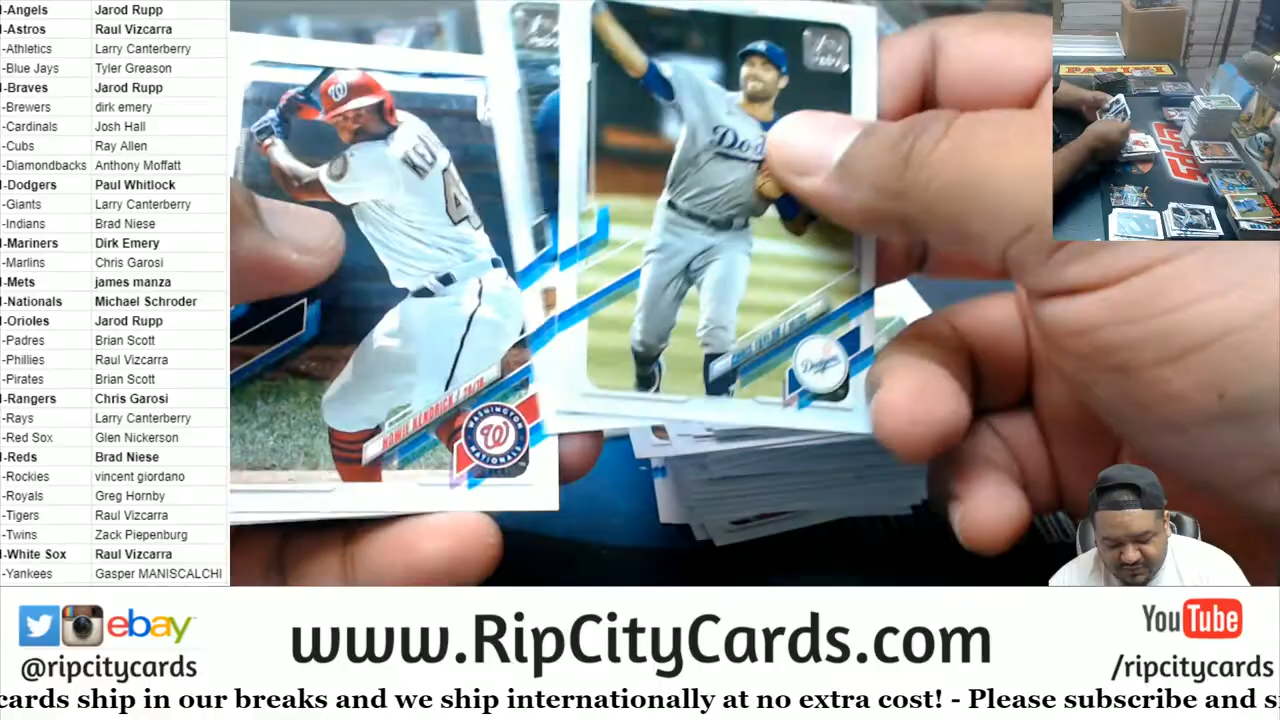 I-Angels Jarod Rupp
I-Astros Raul Vizcarra
-Athletics Larry Canterberry
-Blue Jays Tyler Greason
I-Braves Jarod Rupp
-Brewers dirk emery
-Cardinals Josh Hall
-Cubs Ray Allen
-Diamondbacks Anthony Moffatt
I-Dodgers Paul Whitlock
-Giants Larry Canterberry
-Indians Brad Niese
I-Mariners Dirk Emery
-Marlins Chris Garosi
I-Mets james manza
I-Nationals Michael Schroder
I-Orioles Jarod Rupp
-Padres Brian Scott
-Phillies Raul Vizcarra
-Pirates Brian Scott
I-Rangers Chris Garosi
-Rays Larry Canterberry
-Red Sox Glen Nickerson
I-Reds Brad Niese
-Rockies vincent giordano
-Royals Greg Hornby
-Tigers Raul Vizcarra
-Twins Zack Piepenburg
I-White Sox Raul Vizcarra
-Yankees Gasper MANISCALCHI
HOWIE KENDRICK
WASHINGTON
W
NATIONALS
Dodgers
PANINI
ebay
@ripcitycards
www.RipCityCards.com
YouTube
/ripcitycards
cards ship in our breaks and we ship internationally at no extra cost! - Please subscribe and